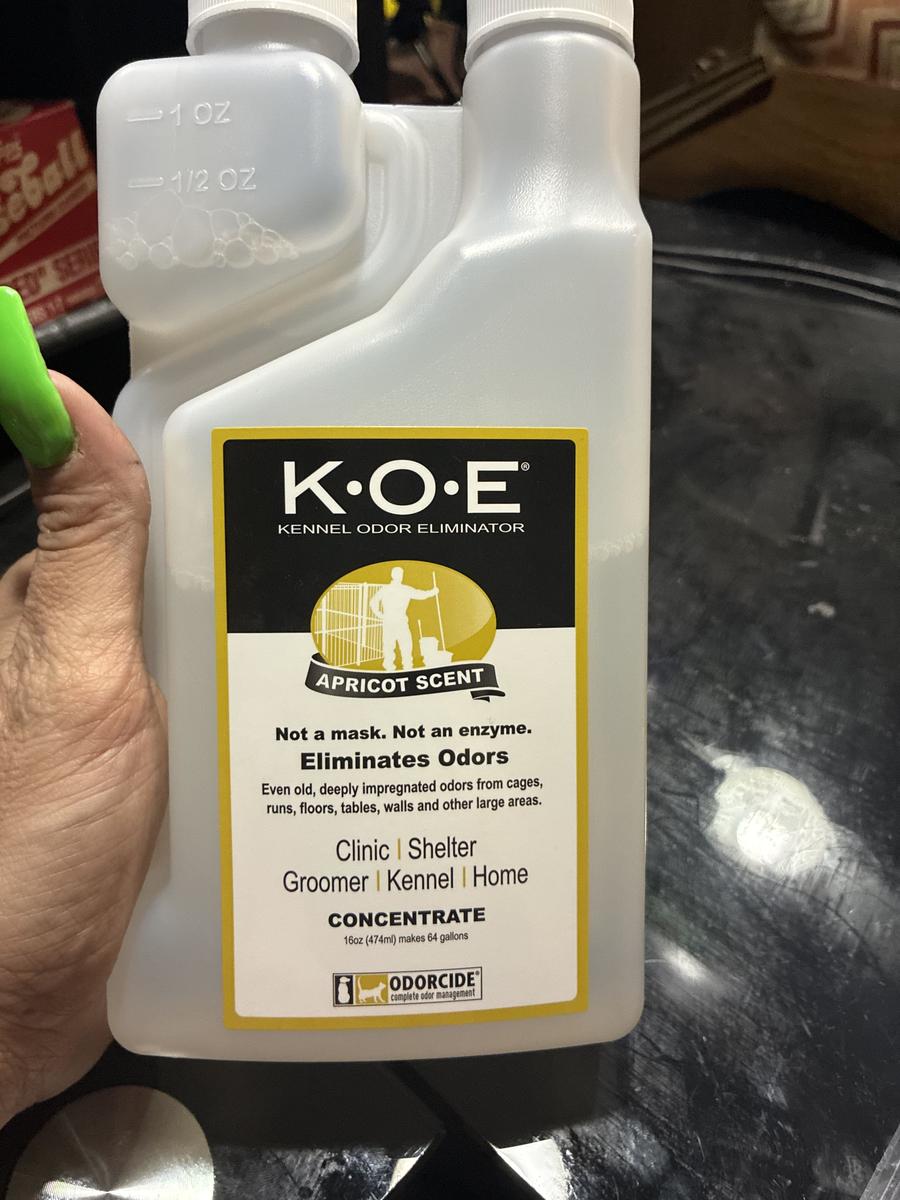 1 OZ
1/2 OZ
K•O•E®
KENNEL ODOR ELIMINATOR
APRICOT SCENT
Not a mask. Not an enzyme.
Eliminates Odors
Even old, deeply impregnated odors from cages,
runs, floors, tables, walls and other large areas.
Clinic | Shelter
Groomer | Kennel | Home
CONCENTRATE
16oz (474ml) makes 64 gallons
ODORCIDE®
complete odor management